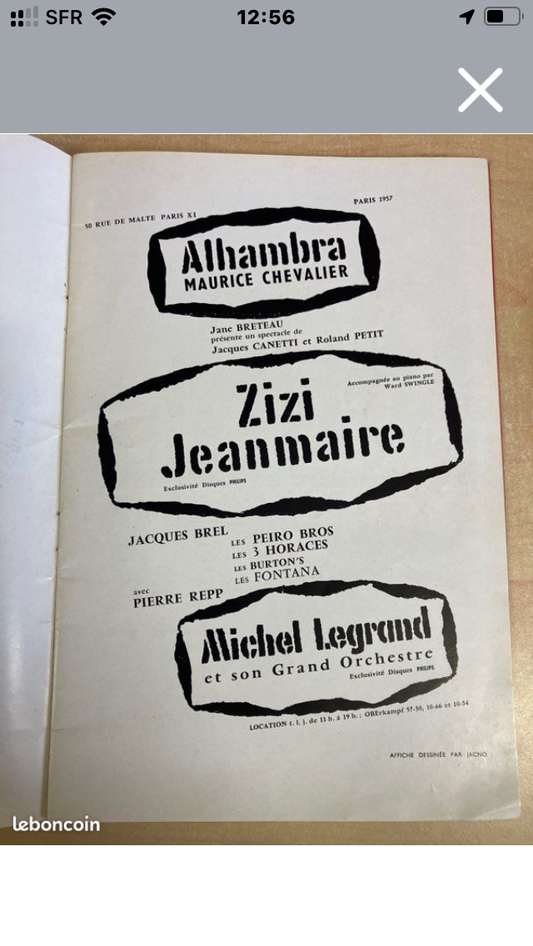 SFR
12:56
50 RUE DE MALTE PARIS XI
PARIS 1957
Alhambra
MAURICE CHEVALIER
Jane BRETEAU
présente un spectacle de
Jacques CANETTI et Roland PETIT
Accompagnée au piano par
Ward SWINGLE
Zizi
Jeanmaire
Exclusivité Disques PHILIPS
JACQUES BREL
LES PEIRO BROS
LES 3 HORACES
LES BURTON'S
LES FONTANA
avec
PIERRE REPP
Michel Legrand
et son Grand Orchestre
Exclusivité Disques PHILIPS
LOCATION t. l. j. de 11 h. à 19 h. : OBErkampf 57-50, 10-66 et 10-54
AFFICHE DESSINÉE PAR JACNO
leboncoin